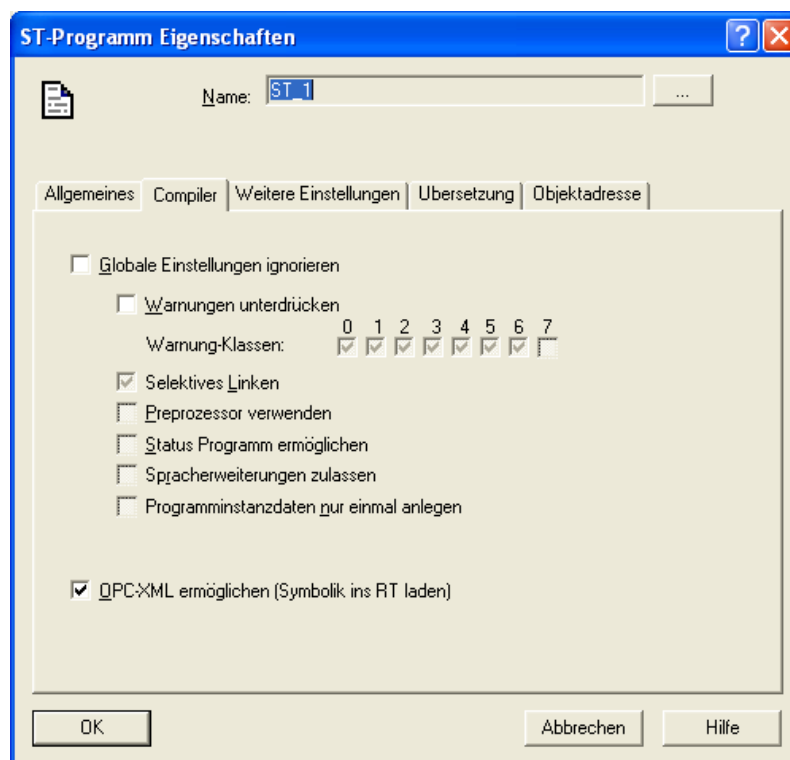 ST-Programm Eigenschaften
Name: ST_1 ...
Allgemeines Compiler Weitere Einstellungen Übersetzung Objektadresse
Globale Einstellungen ignorieren
Warnungen unterdrücken
0 1 2 3 4 5 6 7
Warnung-Klassen:
Selektives Linken
Preprozessor verwenden
Status Programm ermöglichen
Spracherweiterungen zulassen
Programminstanzdaten nur einmal anlegen
OPC-XML ermöglichen (Symbolik ins RT laden)
OK Abbrechen Hilfe